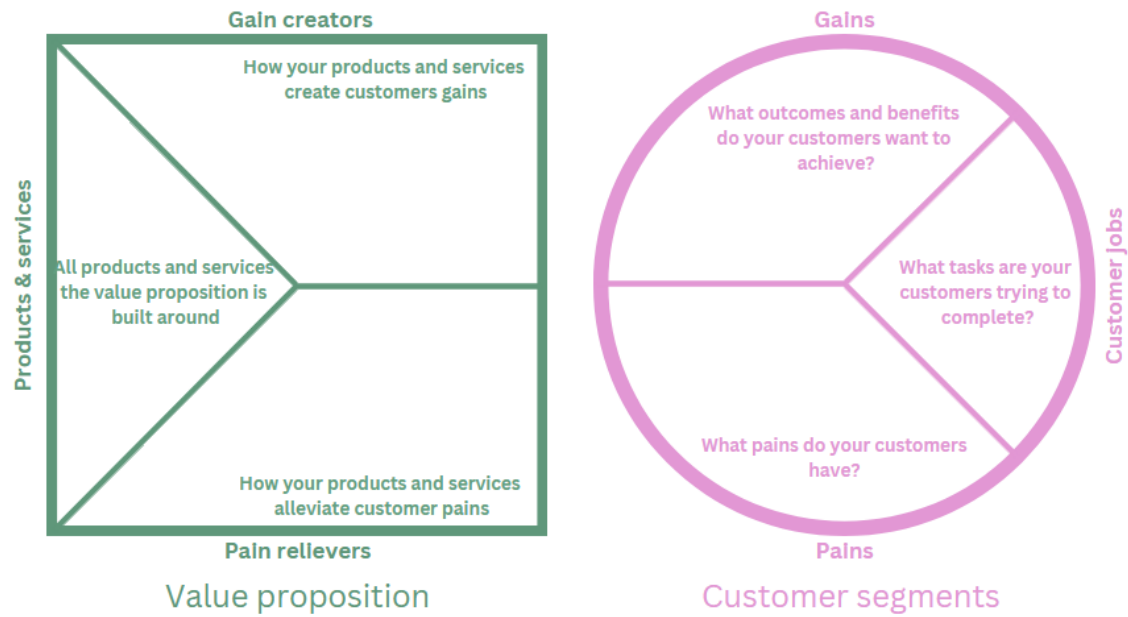 Gain creators
How your products and services
create customers gains
Products & services
All products and services
the value proposition is
built around
How your products and services
alleviate customer pains
Pain relievers
Value proposition
Gains
What outcomes and benefits
do your customers want to
achieve?
What tasks are your
customers trying to
complete?
Customer jobs
What pains do your customers
have?
Pains
Customer segments